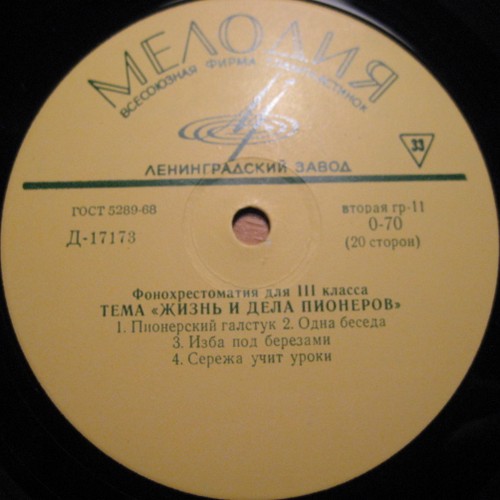 МЕЛОДИЯ
ВСЕСОЮЗНАЯ ФИРМА ГРАМПЛАСТИНОК
ЛЕНИНГРАДСКИЙ ЗАВОД
33
ГОСТ 5289-68
Д-17173
вторая гр-11
0-70
(20 сторон)
Фонохрестоматия для III класса
ТЕМА «ЖИЗНЬ И ДЕЛА ПИОНЕРОВ»
1. Пионерский галстук 2. Одна беседа
3. Изба под березами
4. Сережа учит уроки